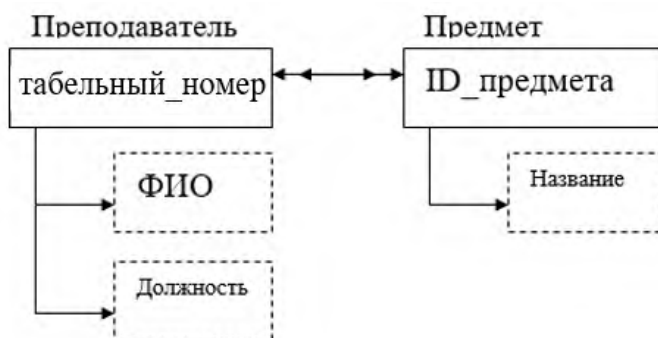 Преподаватель Предмет
табельный_номер ID_предмета
ФИО Название
Должность